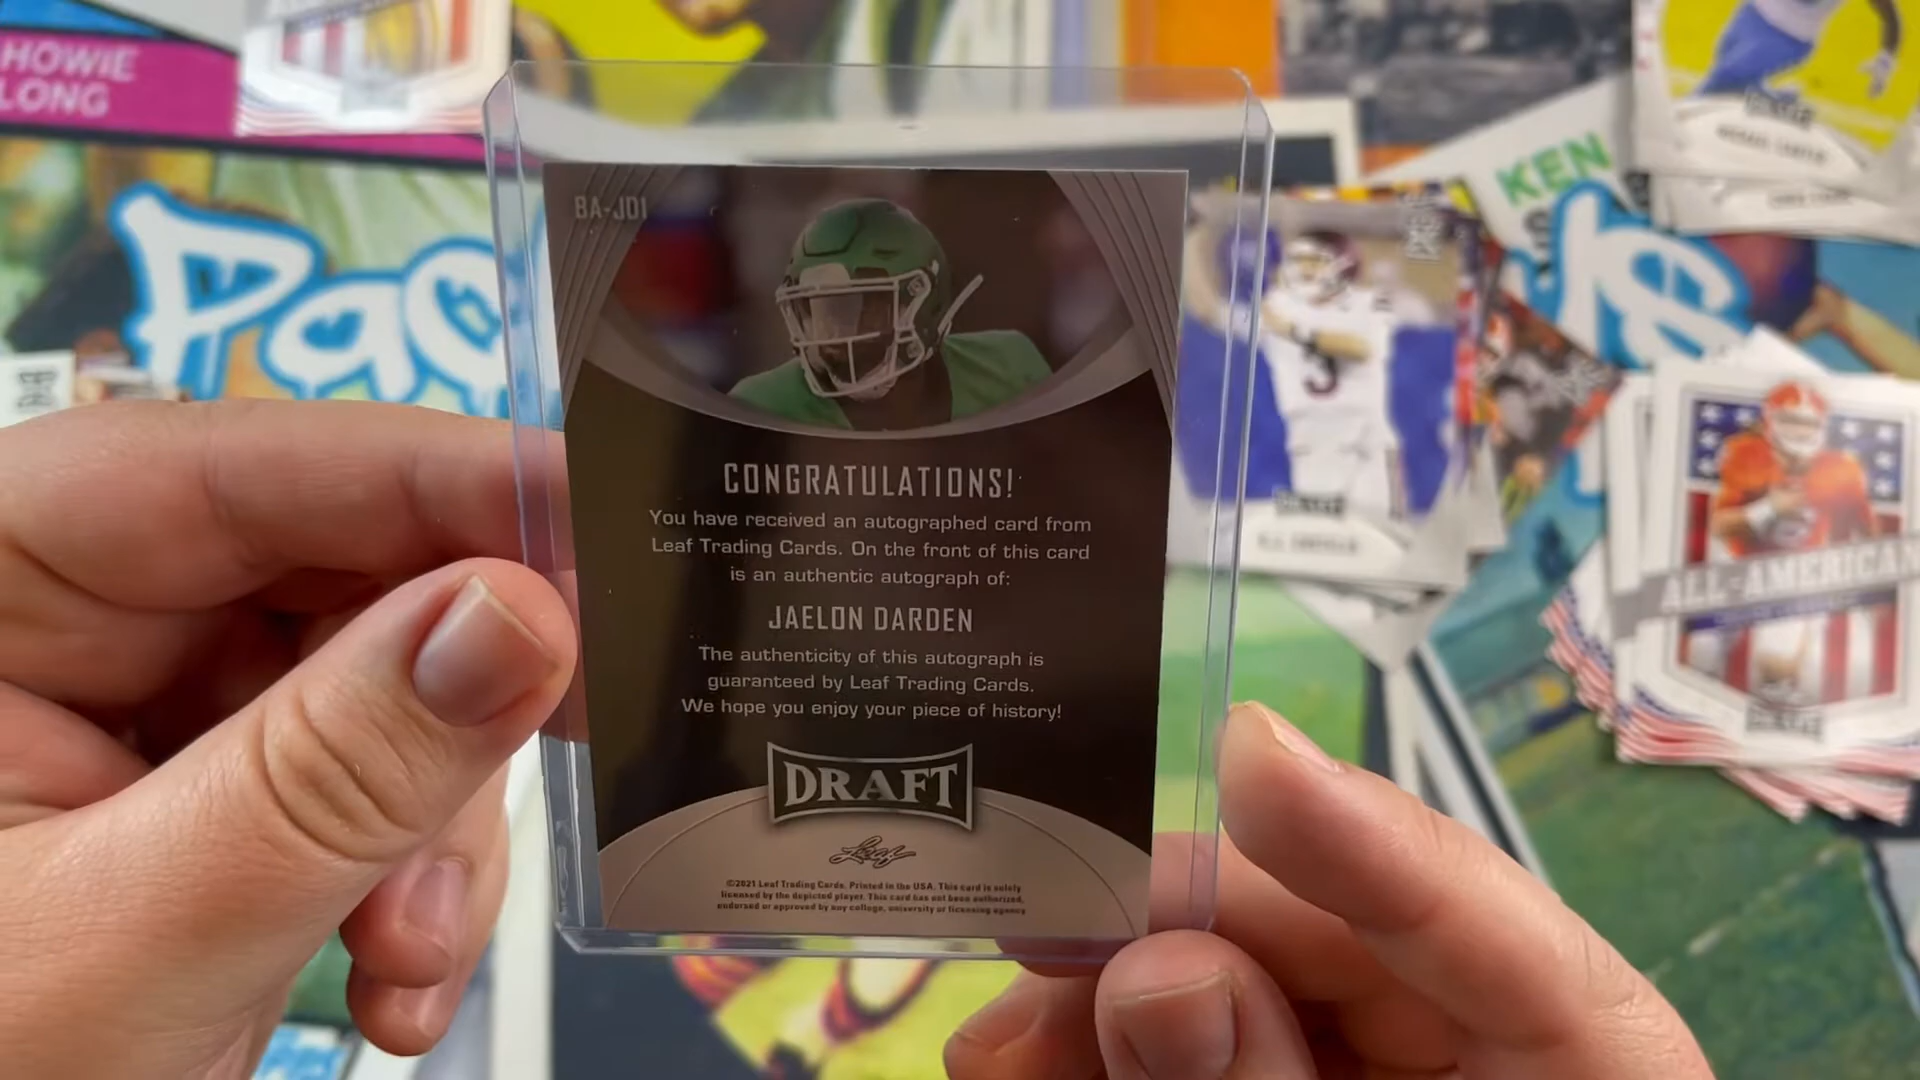 HOWIE
LONG
KEN
BA-JD1
CONGRATULATIONS!
You have received an autographed card from
Leaf Trading Cards. On the front of this card
is an authentic autograph of:
JAELON DARDEN
The authenticity of this autograph is
guaranteed by Leaf Trading Cards.
We hope you enjoy your piece of history!
DRAFT
Leaf
©2021 Leaf Trading Cards. Printed in the USA. This card is solely
licensed by the depicted player. This card has not been authorized,
endorsed or approved by any college, university or licensing agency
ALL-AMERICAN